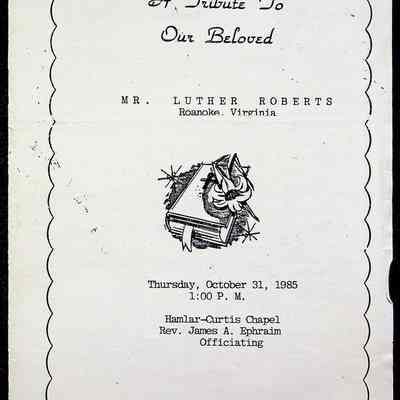 A Tribute To
Our Beloved
MR. LUTHER ROBERTS
Roanoke, Virginia
Thursday, October 31, 1985
1:00 P. M.
Hamlar-Curtis Chapel
Rev. James A. Ephraim
Officiating